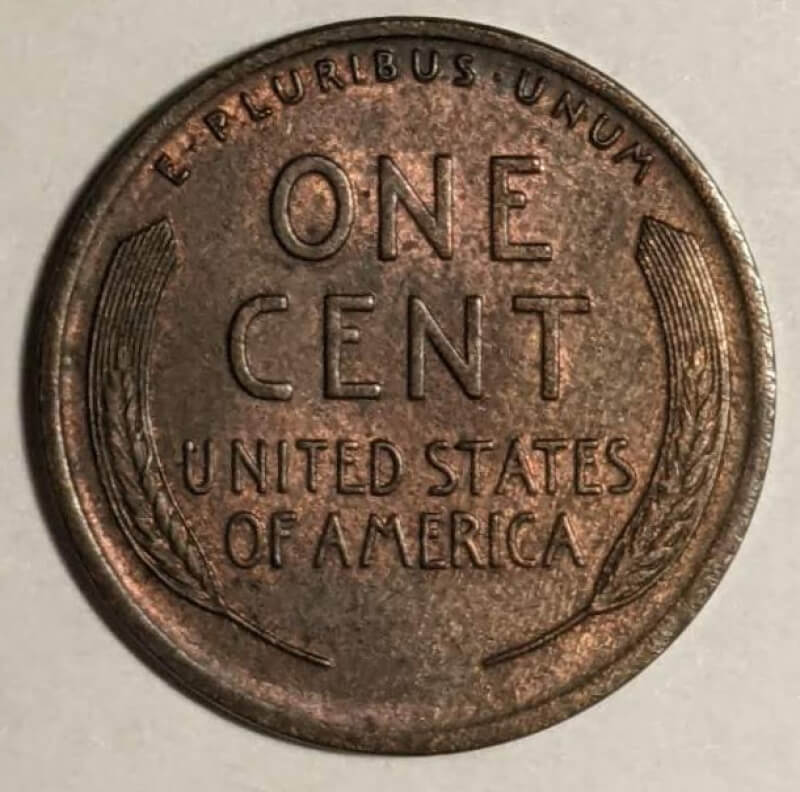 E · PLURIBUS · UNUM
ONE
CENT
UNITED STATES
OF AMERICA